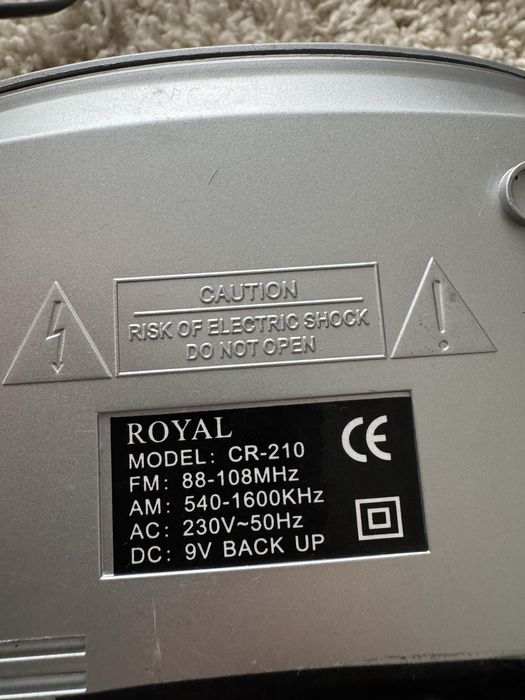 CAUTION
RISK OF ELECTRIC SHOCK
DO NOT OPEN
ROYAL
MODEL: CR-210
FM: 88-108MHz
AM: 540-1600KHz
AC: 230V~50Hz
DC: 9V BACK UP
CE